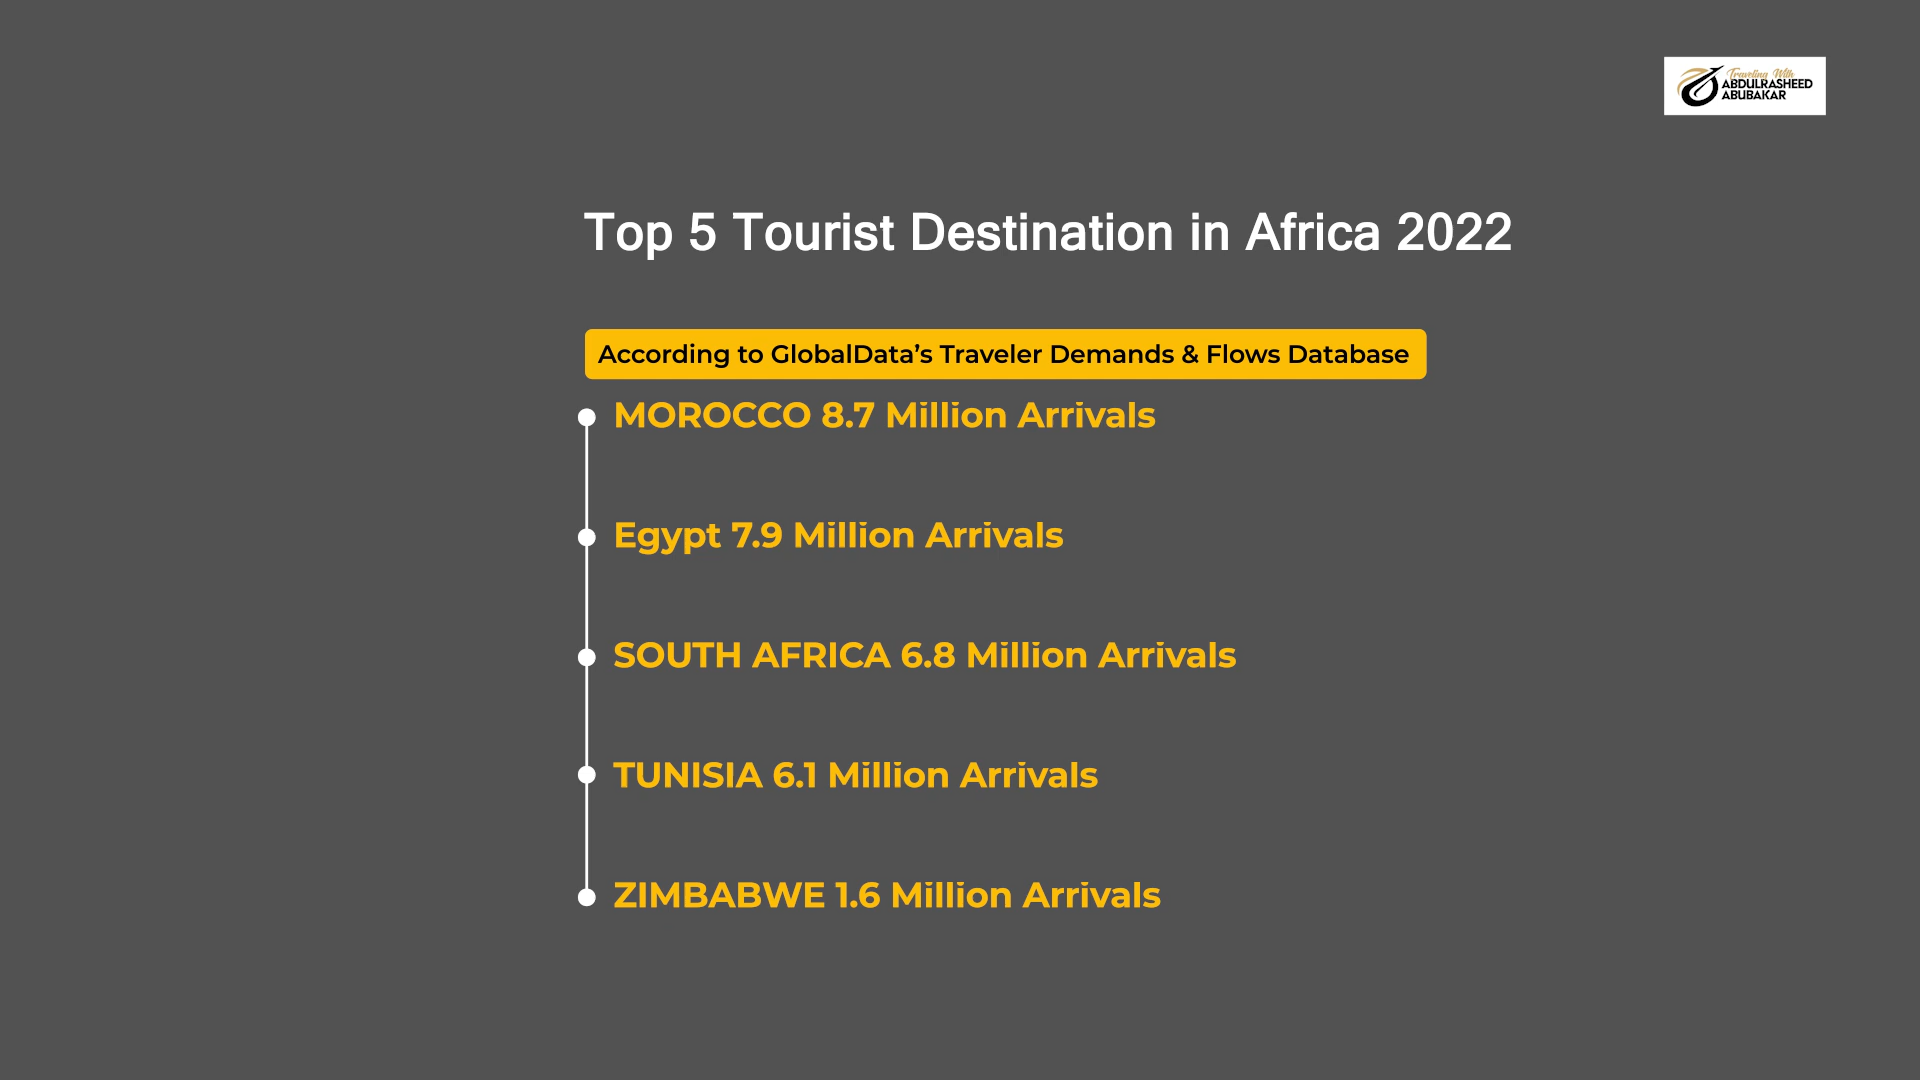 Traveling With
ABDULRASHEED
ABUBAKAR
Top 5 Tourist Destination in Africa 2022
According to GlobalData’s Traveler Demands & Flows Database
MOROCCO 8.7 Million Arrivals
Egypt 7.9 Million Arrivals
SOUTH AFRICA 6.8 Million Arrivals
TUNISIA 6.1 Million Arrivals
ZIMBABWE 1.6 Million Arrivals